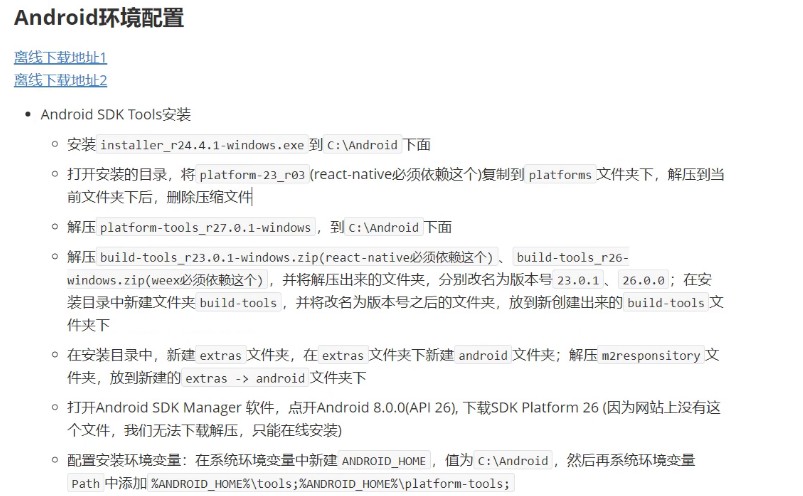 Android环境配置
离线下载地址1
离线下载地址2
Android SDK Tools安装
安装 installer_r24.4.1-windows.exe 到 C:\Android 下面
打开安装的目录，将 platform-23_r03 (react-native必须依赖这个)复制到 platforms 文件夹下，解压到当
前文件夹下后，删除压缩文件
解压 platform-tools_r27.0.1-windows ，到 C:\Android 下面
解压 build-tools_r23.0.1-windows.zip(react-native必须依赖这个) 、 build-tools_r26-
windows.zip(weex必须依赖这个) ，并将解压出来的文件夹，分别改名为版本号 23.0.1 、 26.0.0 ；在安
装目录中新建文件夹 build-tools ，并将改名为版本号之后的文件夹，放到新创建出来的 build-tools 文
件夹下
在安装目录中，新建 extras 文件夹，在 extras 文件夹下新建 android 文件夹；解压 m2responsitory 文
件夹，放到新建的 extras -> android 文件夹下
打开Android SDK Manager 软件，点开Android 8.0.0(API 26), 下载SDK Platform 26 (因为网站上没有这
个文件，我们无法下载解压，只能在线安装)
配置安装环境变量：在系统环境变量中新建 ANDROID_HOME ，值为 C:\Android ，然后再系统环境变量
Path 中添加 %ANDROID_HOME%\tools;%ANDROID_HOME%\platform-tools;